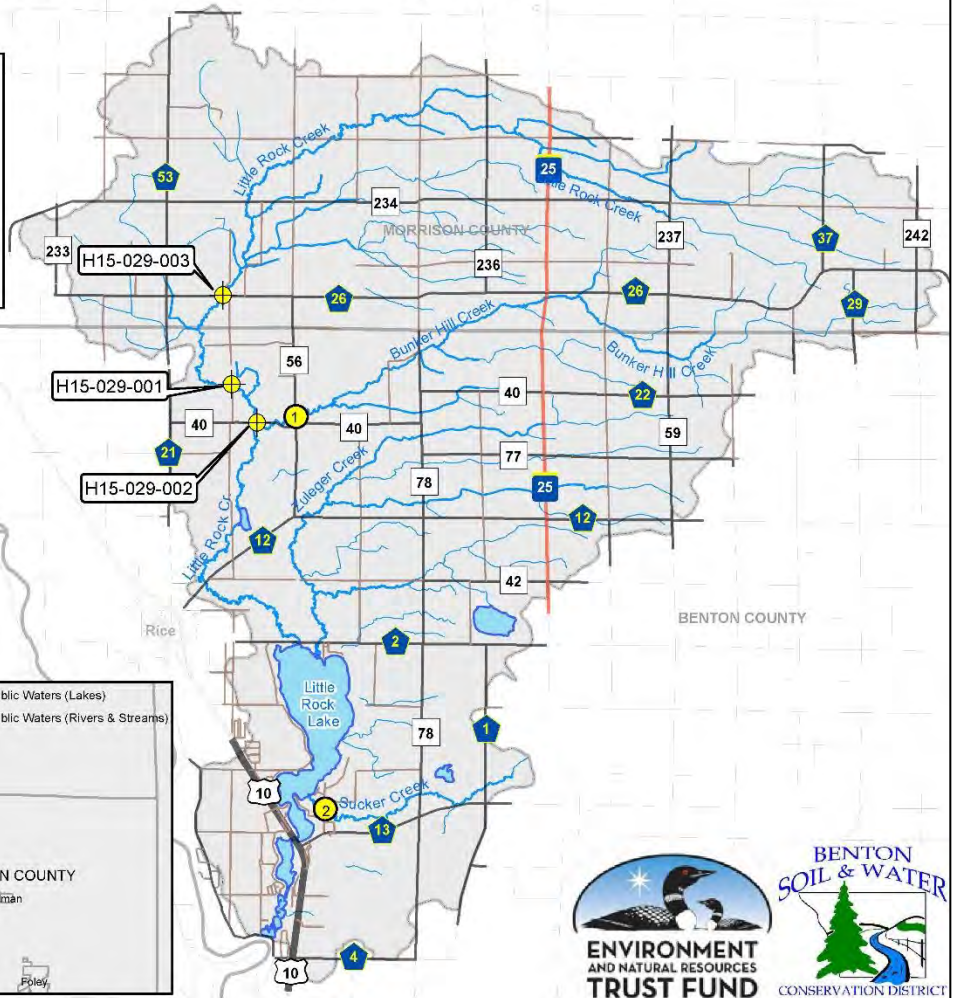 Little Rock Creek
53
25
Little Rock Creek
234
MORRISON COUNTY
233
H15-029-003
236
237
37
242
26
26
29
Bunker Hill Creek
Bunker Hill Creek
56
H15-029-001
40
22
40
1
40
59
21
77
H15-029-002
Zuleger Creek
78
25
Little Rock Cr.
12
12
42
Rice
BENTON COUNTY
2
Little
Rock
Lake
blic Waters (Lakes)
blic Waters (Rivers & Streams)
78
1
10
2
Sucker Creek
13
N COUNTY
man
Foley
4
10
ENVIRONMENT
AND NATURAL RESOURCES
TRUST FUND
BENTON
SOIL & WATER
CONSERVATION DISTRICT